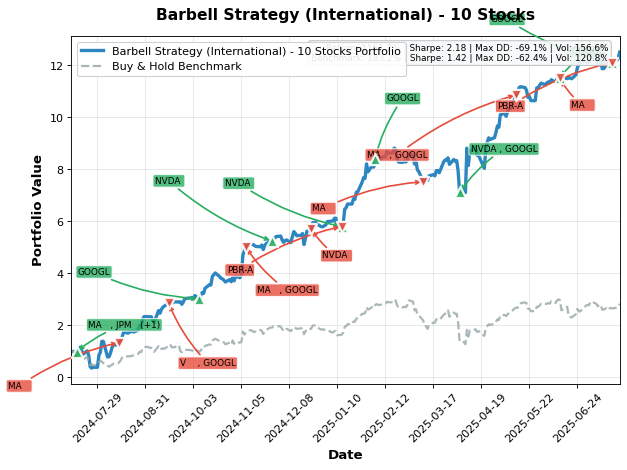 Barbell Strategy (International) - 10 Stocks
GOOGL
Barbell Strategy (International) - 10 Stocks Portfolio
Buy & Hold Benchmark
Sharpe: 2.18 | Max DD: -69.1% | Vol: 156.6%
Sharpe: 1.42 | Max DD: -62.4% | Vol: 120.8%
GOOGL
PBR-A
MA
MA , GOOGL
NVDA , GOOGL
NVDA
NVDA
MA
NVDA
PBR-A
GOOGL
MA , GOOGL
MA , JPM (+1)
V , GOOGL
MA
Portfolio Value
12
10
8
6
4
2
0
2024-07-29
2024-08-31
2024-10-03
2024-11-05
2024-12-08
2025-01-10
2025-02-12
2025-03-17
2025-04-19
2025-05-22
2025-06-24
Date